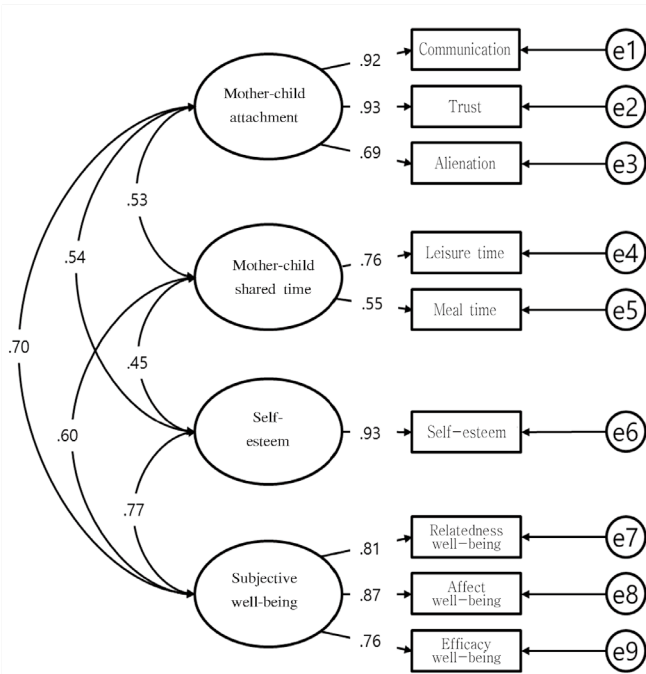 .92
Communication
e1
Mother-child
attachment
.93
Trust
e2
.69
Alienation
e3
.53
.54
.76
Leisure time
e4
Mother-child
shared time
.55
Meal time
e5
.70
.45
.60
Self-
esteem
.93
Self-esteem
e6
.77
.81
Relatedness
well-being
e7
Subjective
well-being
.87
Affect
well-being
e8
.76
Efficacy
well-being
e9